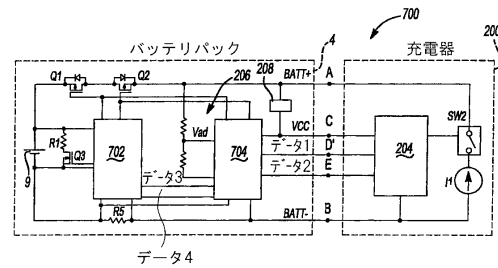 700
バッテリパック
4
充電器
200
Q1
Q2
206
208
BATT+
A
SW2
R1
Q3
702
Vad
704
VCC
C
データ1
D'
データ2
E
204
I1
9
データ3
R5
BATT-
B
データ4